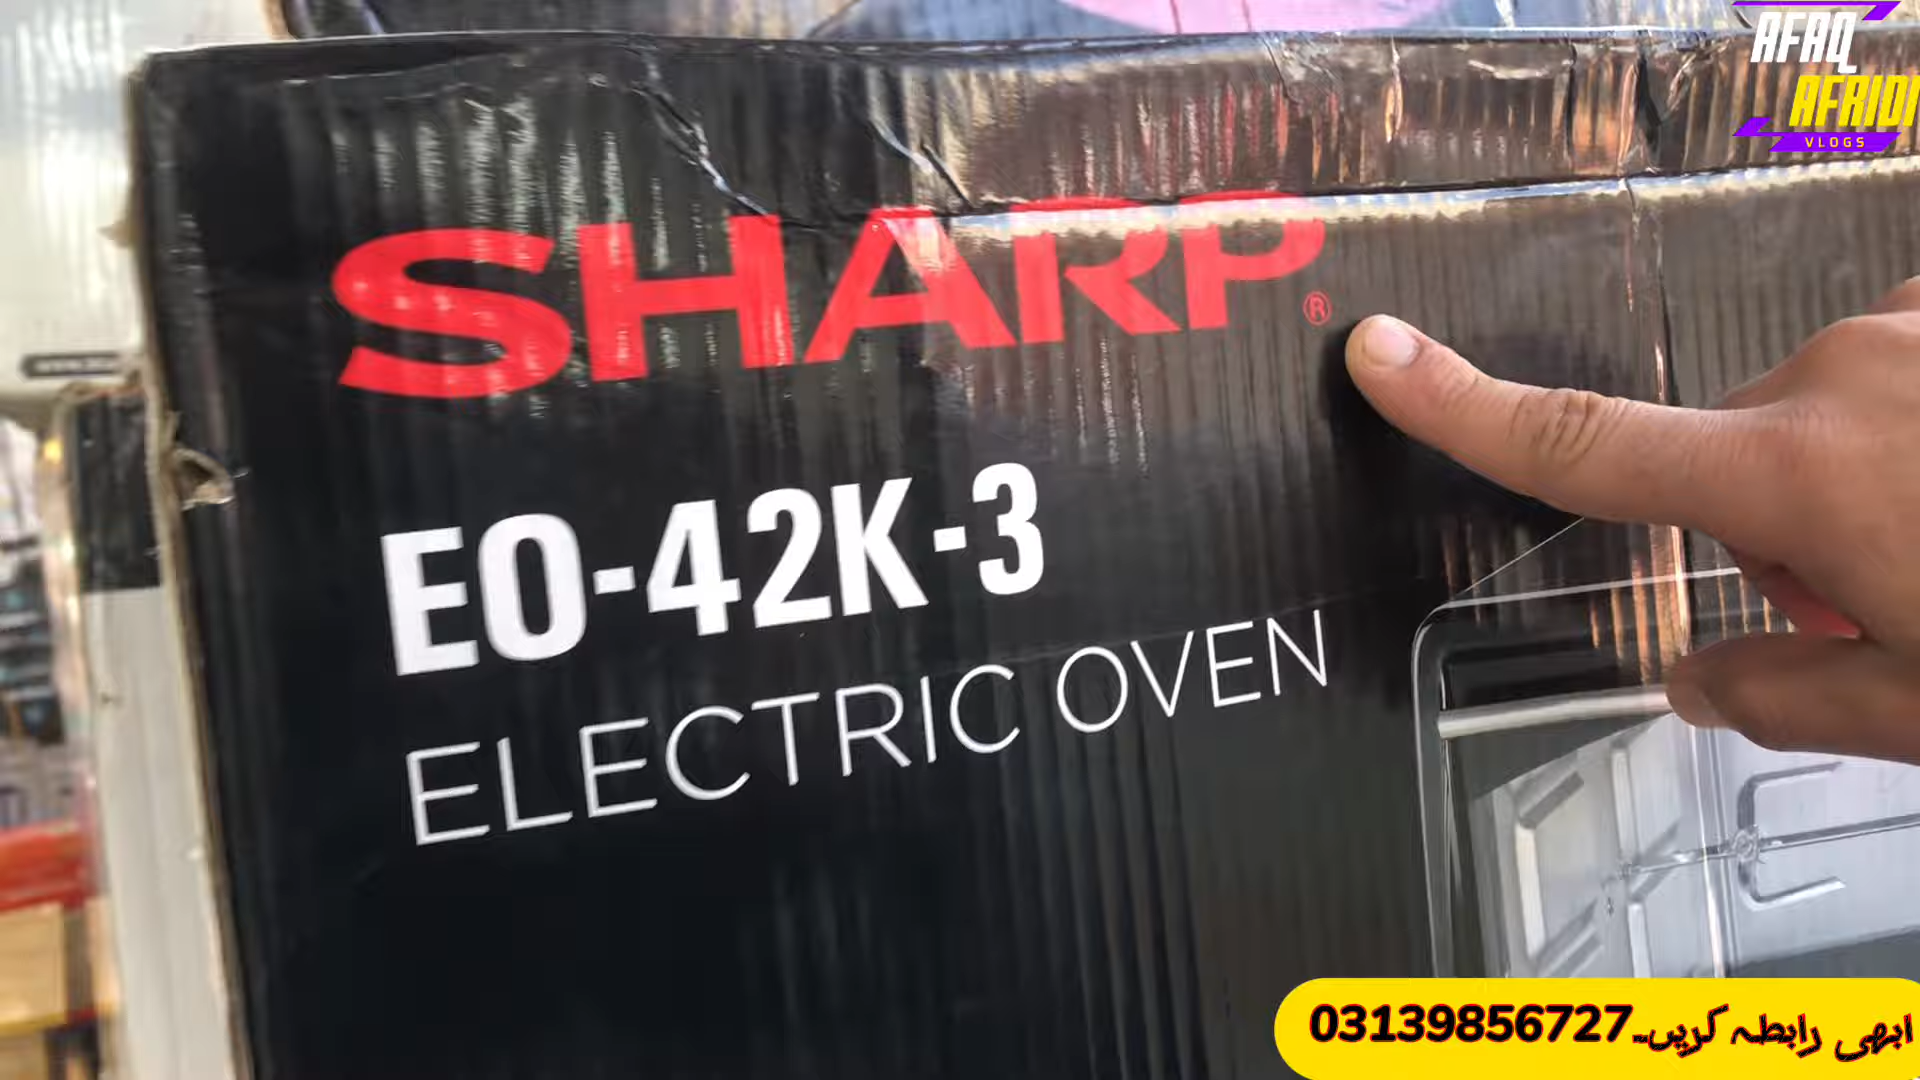 AFAQ
AFRIDI
VLOGS
SHARP®
EO-42K-3
ELECTRIC OVEN
03139856727 ابھی رابطہ کریں۔